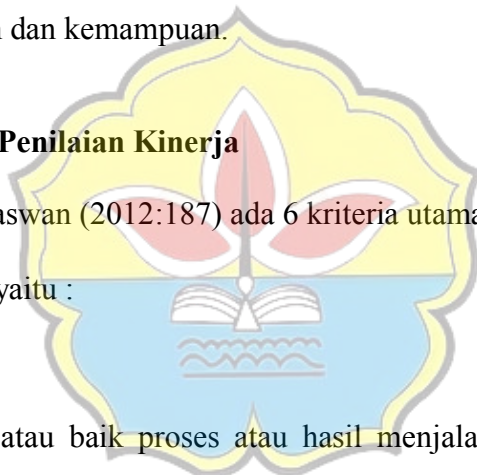 dan kemampuan.
Penilaian Kinerja
aswan (2012:187) ada 6 kriteria utama
yaitu :
atau baik proses atau hasil menjala